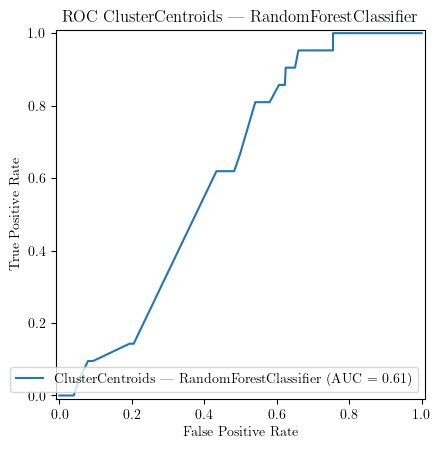 ROC ClusterCentroids — RandomForestClassifier
1.0
0.8
0.6
0.4
0.2
0.0
True Positive Rate
ClusterCentroids — RandomForestClassifier (AUC = 0.61)
0.0 0.2 0.4 0.6 0.8 1.0
False Positive Rate